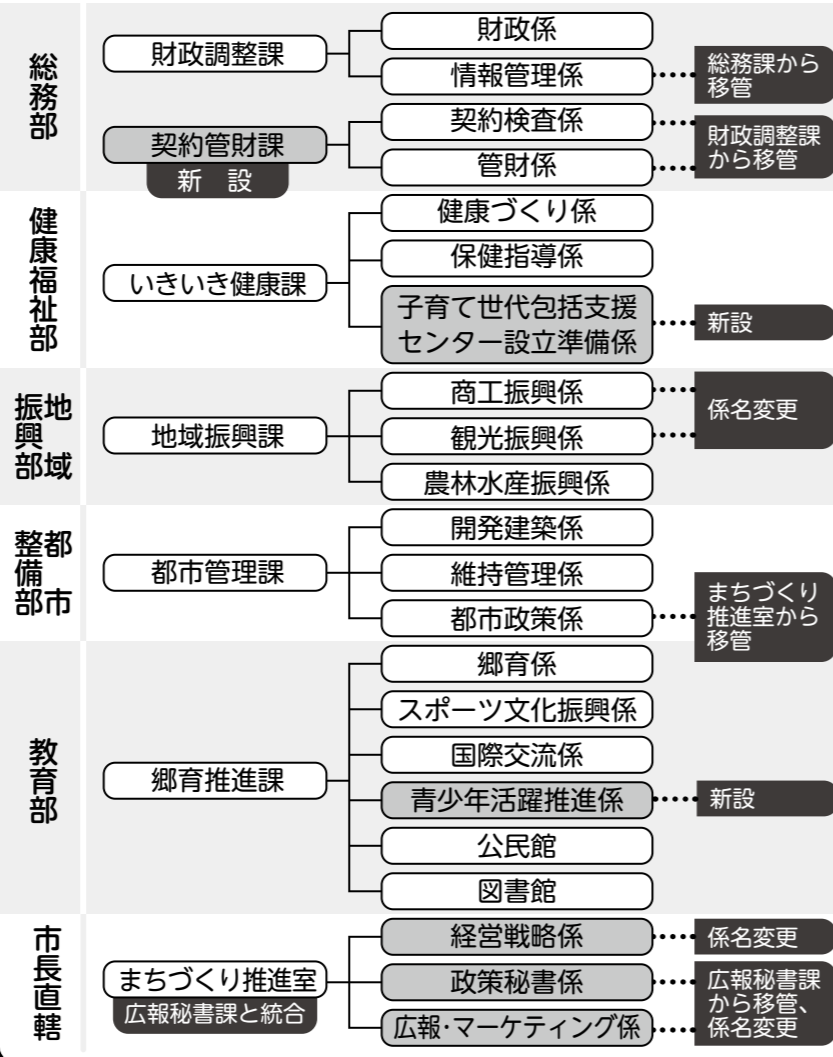 総務部
財政調整課
財政係
情報管理係
総務課から
移管
契約管財課
新　設
契約検査係
管財係
財政調整課
から移管
健康福祉部
いきいき健康課
健康づくり係
保健指導係
子育て世代包括支援
センター設立準備係
新設
地域
振興部
地域振興課
商工振興係
観光振興係
係名変更
農林水産振興係
都市
整備部
都市管理課
開発建築係
維持管理係
都市政策係
まちづくり
推進室から
移管
教育部
郷育推進課
郷育係
スポーツ文化振興係
国際交流係
青少年活躍推進係
新設
公民館
図書館
市長直轄
まちづくり推進室
広報秘書課と統合
経営戦略係
係名変更
政策秘書係
広報･マーケティング係
広報秘書課
から移管、
係名変更